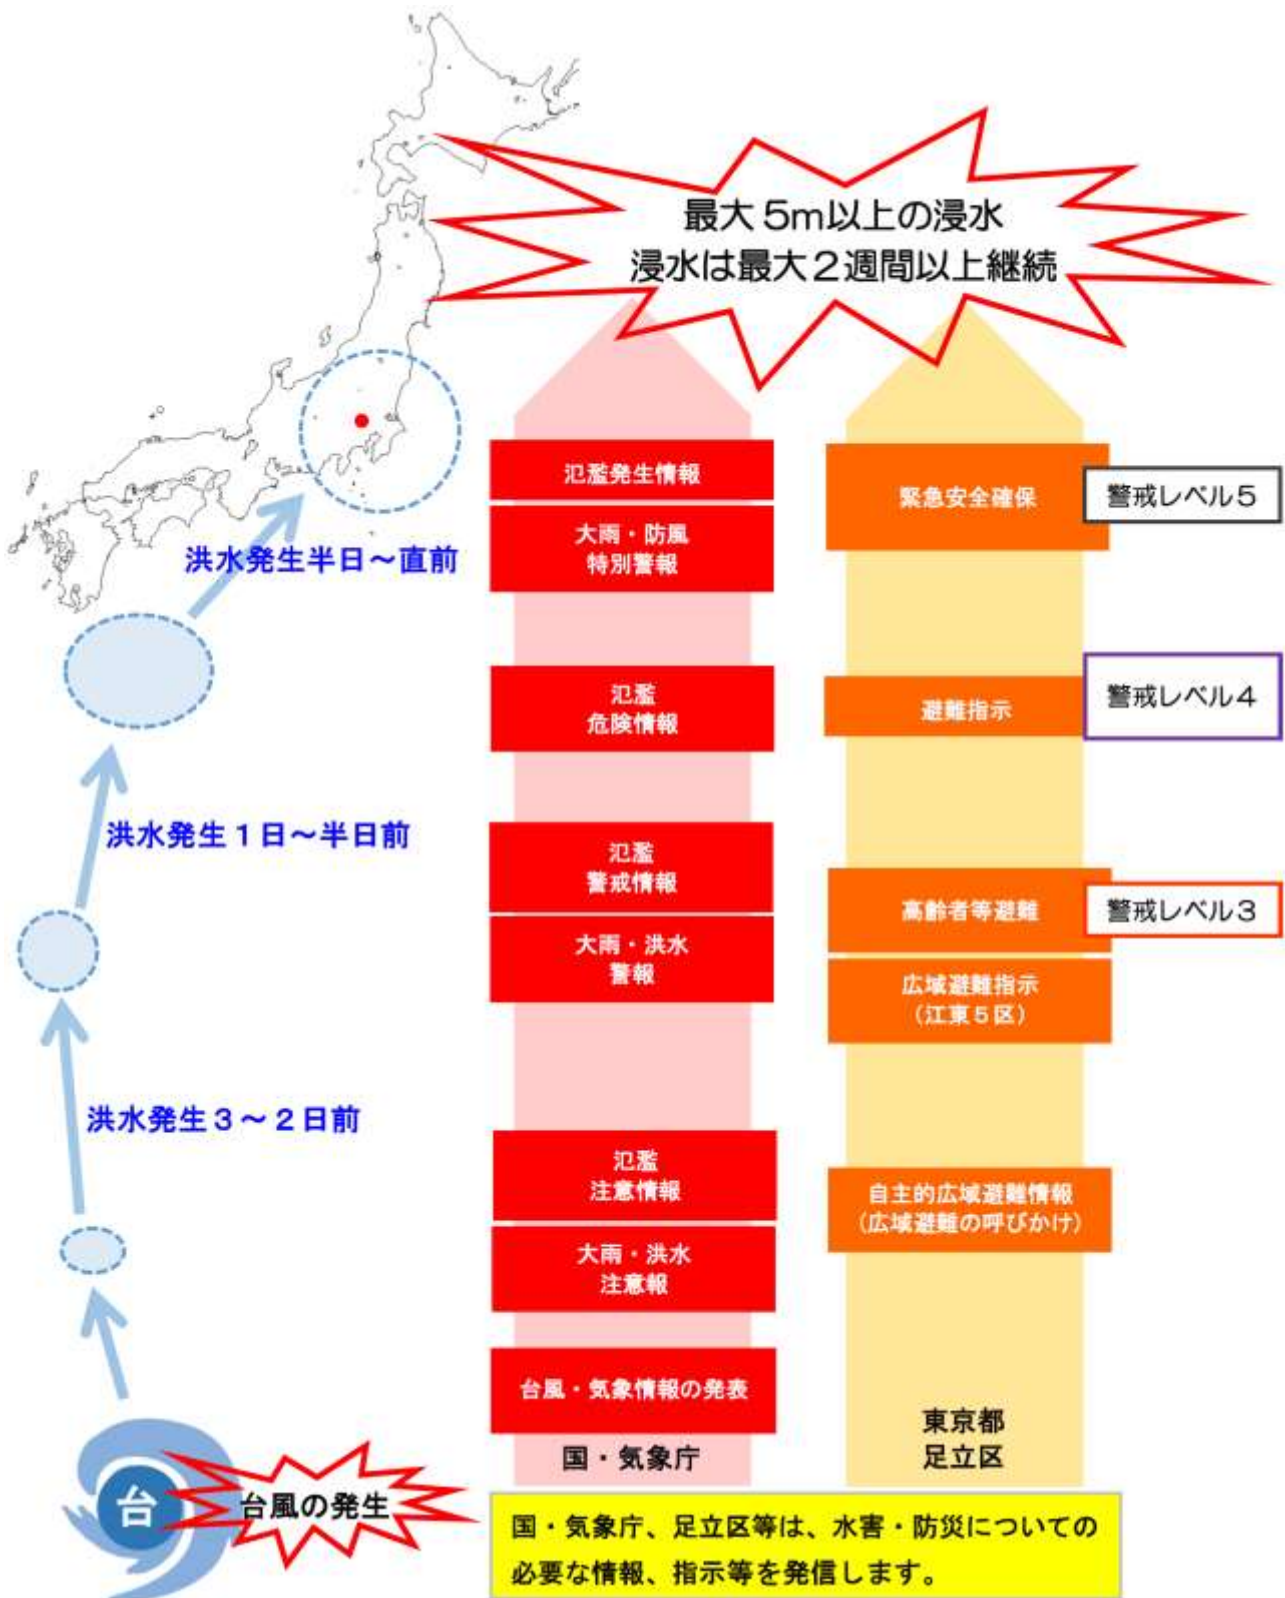 最大5m以上の浸水
浸水は最大2週間以上継続
氾濫発生情報
大雨・防風
特別警報
緊急安全確保
警戒レベル5
洪水発生半日～直前
氾濫
危険情報
避難指示
警戒レベル4
洪水発生1日～半日前
氾濫
警戒情報
大雨・洪水
警報
高齢者等避難
警戒レベル3
広域避難指示
(江東5区)
洪水発生3～2日前
氾濫
注意情報
大雨・洪水
注意報
自主的広域避難情報
(広域避難の呼びかけ)
台風・気象情報の発表
国・気象庁
東京都
足立区
台
台風の発生
国・気象庁、足立区等は、水害・防災についての
必要な情報、指示等を発信します。